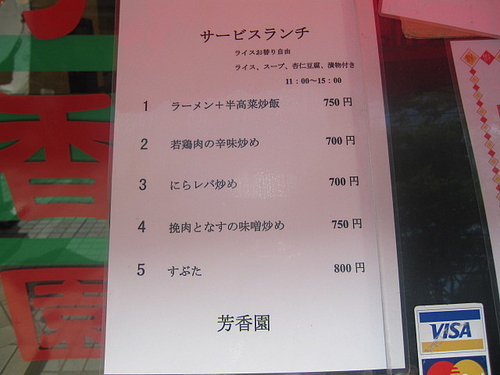 サービスランチ
ライスお替り自由
ライス、スープ、杏仁豆腐、漬物付き
11：00～15：00
1 ラーメン＋半高菜炒飯 750円
2 若鶏肉の辛味炒め 700円
3 にらレバ炒め 700円
4 挽肉となすの味噌炒め 750円
5 すぶた 800円
芳香園
香
園
VISA